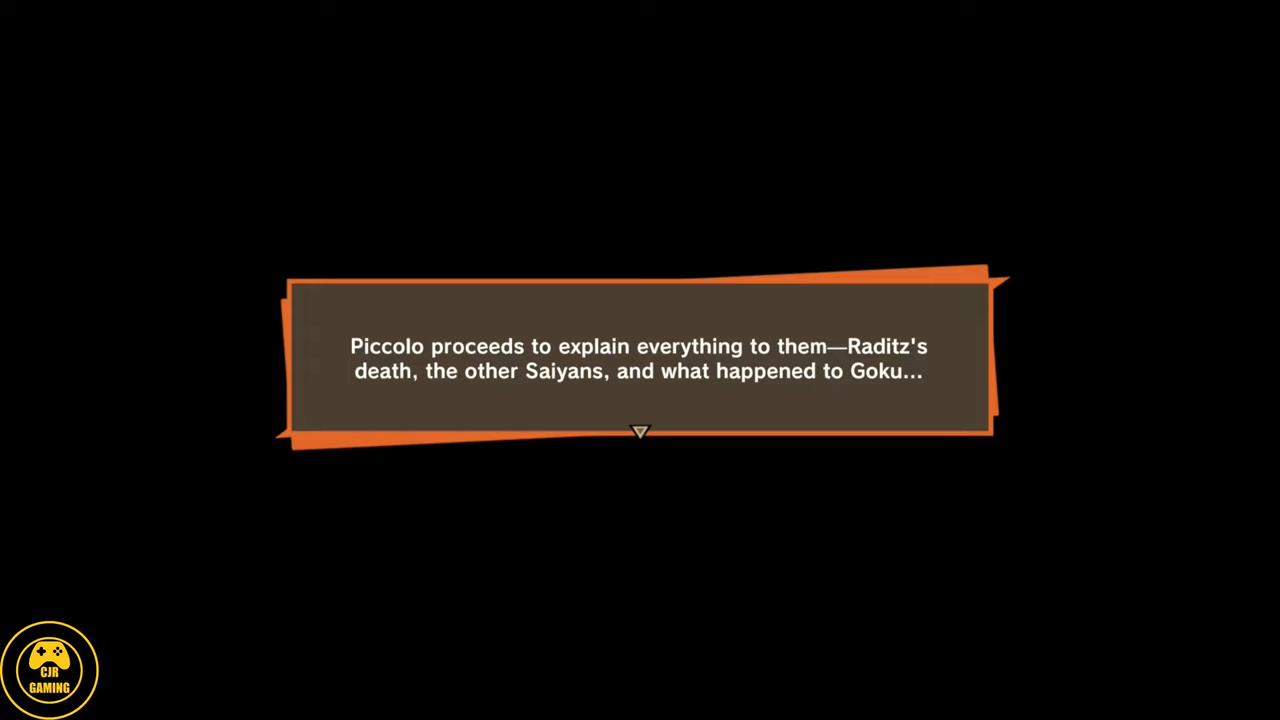 Piccolo proceeds to explain everything to them—Raditz's
death, the other Saiyans, and what happened to Goku...
CJR
GAMING